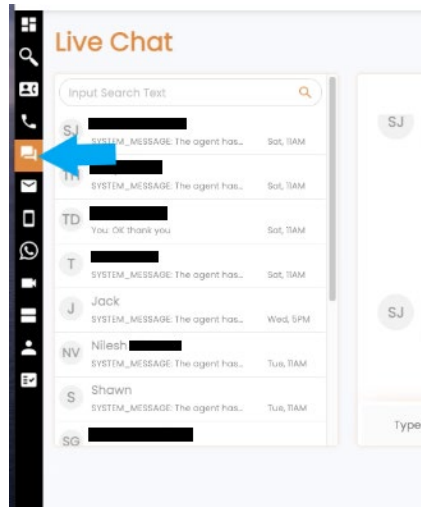 Live Chat
Input Search Text
SJ
SYSTEM_MESSAGE: The agent has...
Sat, 11AM
TH
SYSTEM_MESSAGE: The agent has...
Sat, 11AM
TD
You: OK thank you
Sat, 11AM
T
SYSTEM_MESSAGE: The agent has...
Sat, 11AM
J
Jack
SYSTEM_MESSAGE: The agent has...
Wed, 5PM
NV
Nilesh
SYSTEM_MESSAGE: The agent has...
Tue, 11AM
S
Shawn
SYSTEM_MESSAGE: The agent has...
Tue, 11AM
SG
SJ
SJ
Type